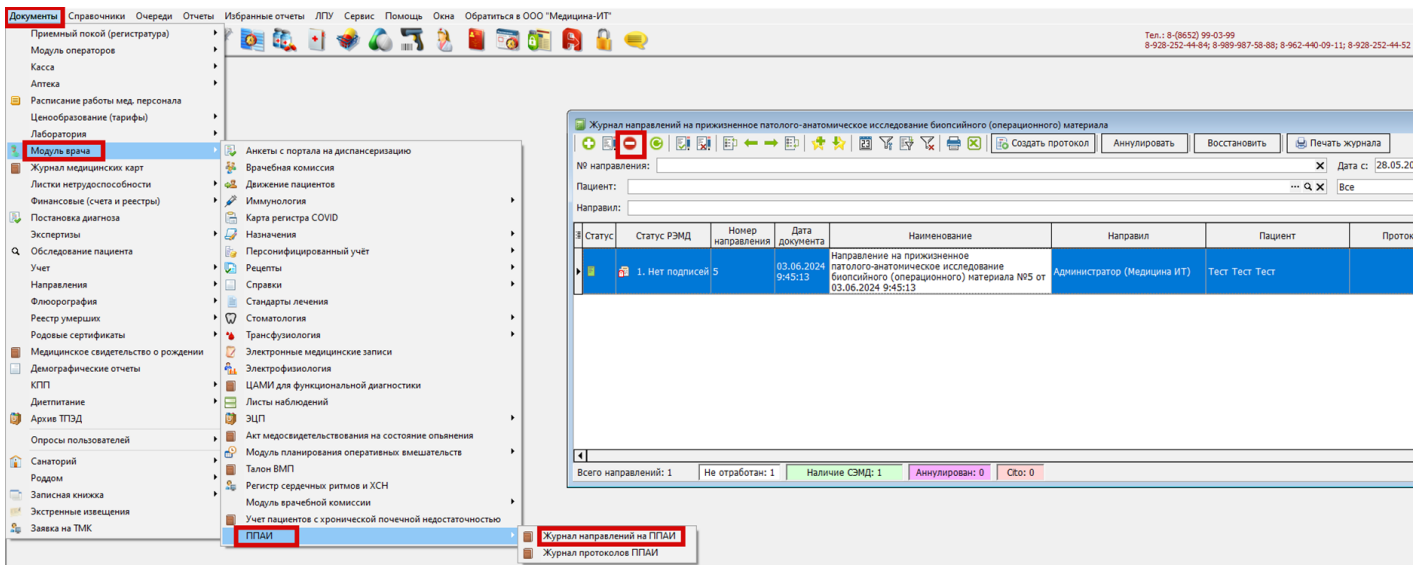 Документы Справочники Очереди Отчеты Избранные отчеты ЛПУ Сервис Помощь Окна Обратиться в ООО "Медицина-ИТ"
Тел.: 8-(8652) 99-03-99
8-928-252-44-84; 8-989-987-58-88; 8-962-440-09-11; 8-928-252-44-52
Приемный покой (регистратура)
Модуль операторов
Касса
Аптека
Расписание работы мед. персонала
Ценообразование (тарифы)
Лаборатория
Модуль врача
Журнал медицинских карт
Листки нетрудоспособности
Финансовые (счета и реестры)
Постановка диагноза
Экспертизы
Обследование пациента
Учет
Направления
Флюорография
Реестр умерших
Родовые сертификаты
Медицинское свидетельство о рождении
Демографические отчеты
КПП
Диетпитание
Архив ТПЭД
Опросы пользователей
Санаторий
Роддом
Записная книжка
Экстренные извещения
Заявка на ТМК
Анкеты с портала на диспансеризацию
Врачебная комиссия
Движение пациентов
Иммунология
Карта регистра COVID
Назначения
Персонифицированный учёт
Рецепты
Справки
Стандарты лечения
Стоматология
Трансфузиология
Электронные медицинские записи
Электрофизиология
ЦАМИ для функциональной диагностики
Листы наблюдений
ЭЦП
Акт медосвидетельствования на состояние опьянения
Модуль планирования оперативных вмешательств
Талон ВМП
Регистр сердечных ритмов и ХСН
Модуль врачебной комиссии
Учет пациентов с хронической почечной недостаточностью
ППАИ
Журнал направлений на ППАИ
Журнал протоколов ППАИ
Журнал направлений на прижизненное патолого-анатомическое исследование биопсийного (операционного) материала
Создать протокол Аннулировать Восстановить Печать журнала
№ направления: Дата с: 28.05.20
Пациент: Все
Направил:
Статус Статус РЭМД Номер направления Дата документа Наименование Направил Пациент Проток
1. Нет подписей 5 03.06.2024 9:45:13
Направление на прижизненное
патолого-анатомическое исследование
биопсийного (операционного) материала №5 от
03.06.2024 9:45:13
Администратор (Медицина ИТ) Тест Тест Тест
Всего направлений: 1 Не отработан: 1 Наличие СЭМД: 1 Аннулирован: 0 Cito: 0